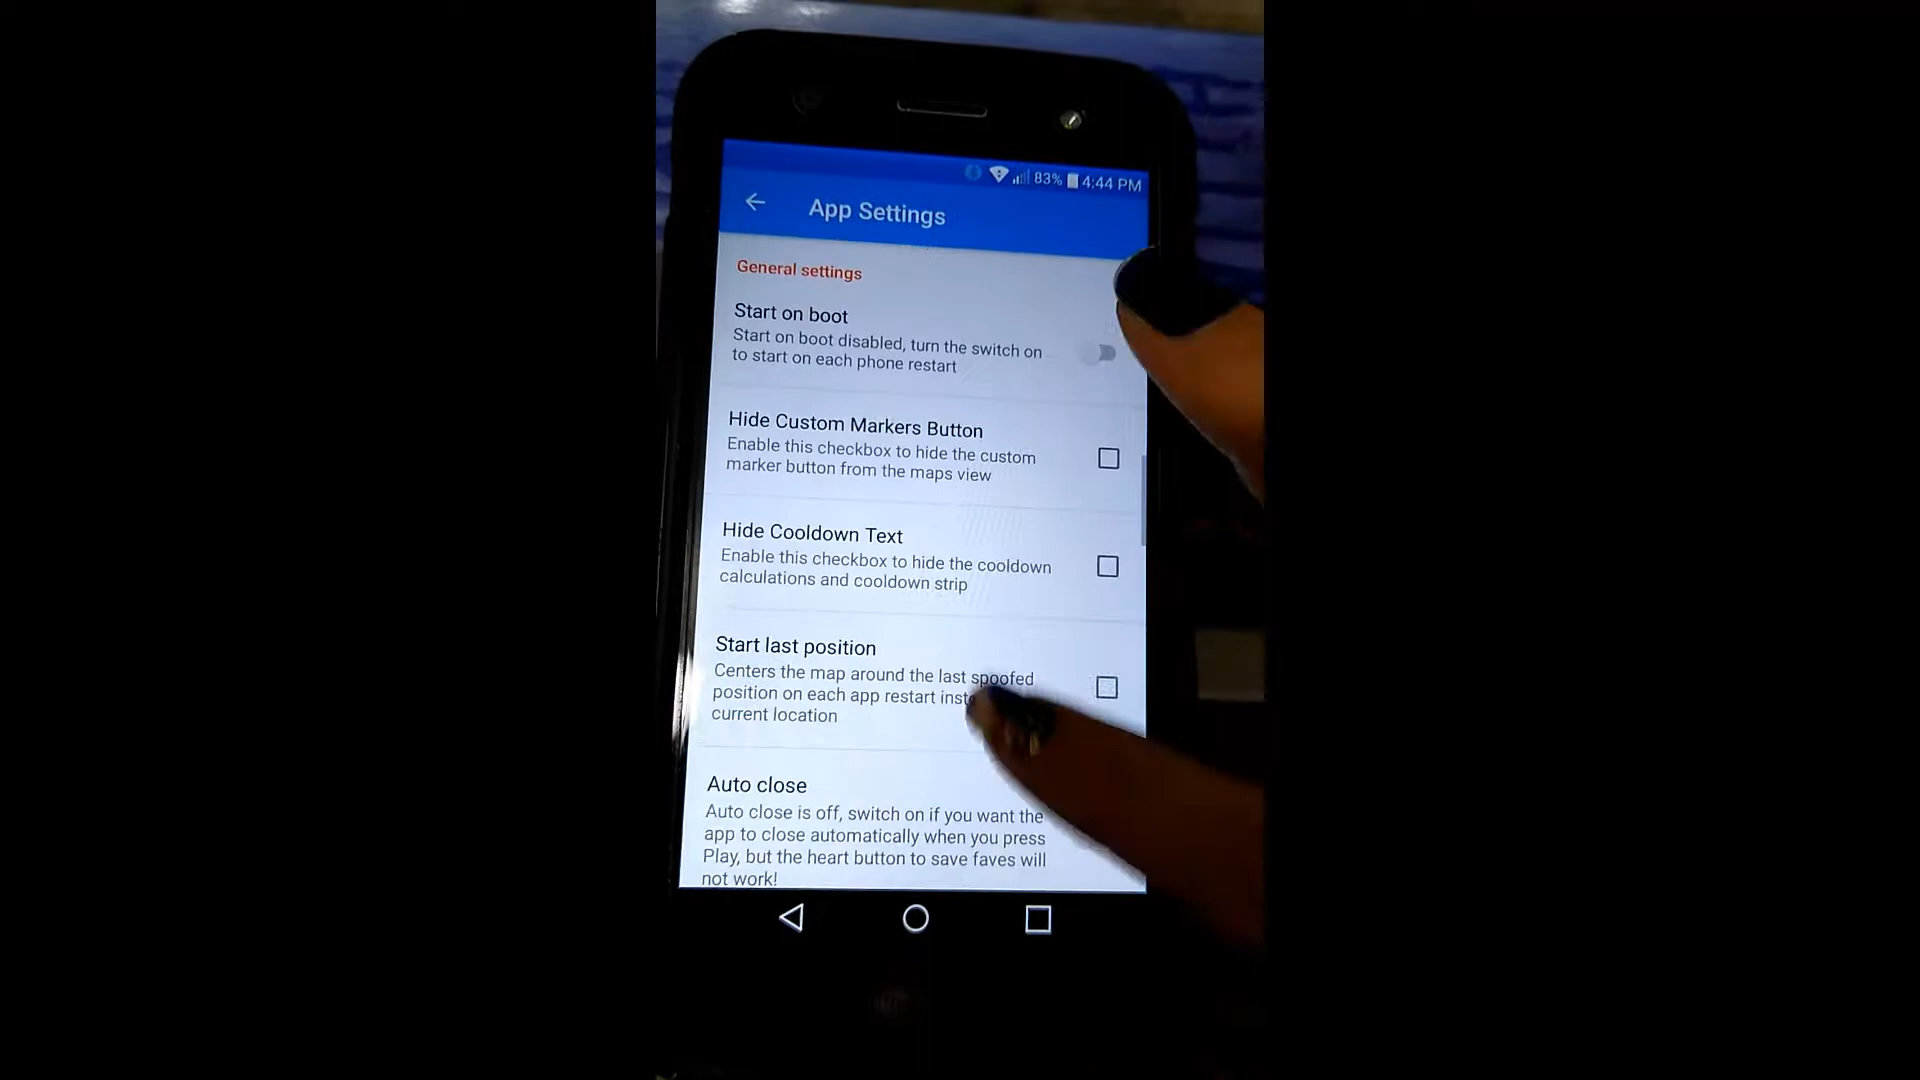 83% 4:44 PM
App Settings
General settings
Start on boot
Start on boot disabled, turn the switch on
to start on each phone restart
Hide Custom Markers Button
Enable this checkbox to hide the custom
marker button from the maps view
Hide Cooldown Text
Enable this checkbox to hide the cooldown
calculations and cooldown strip
Start last position
Centers the map around the last spoofed
position on each app restart
current location
Auto close
Auto close is off, switch on if you want the
app to close automatically when you press
Play, but the heart button to save faves will
not work!